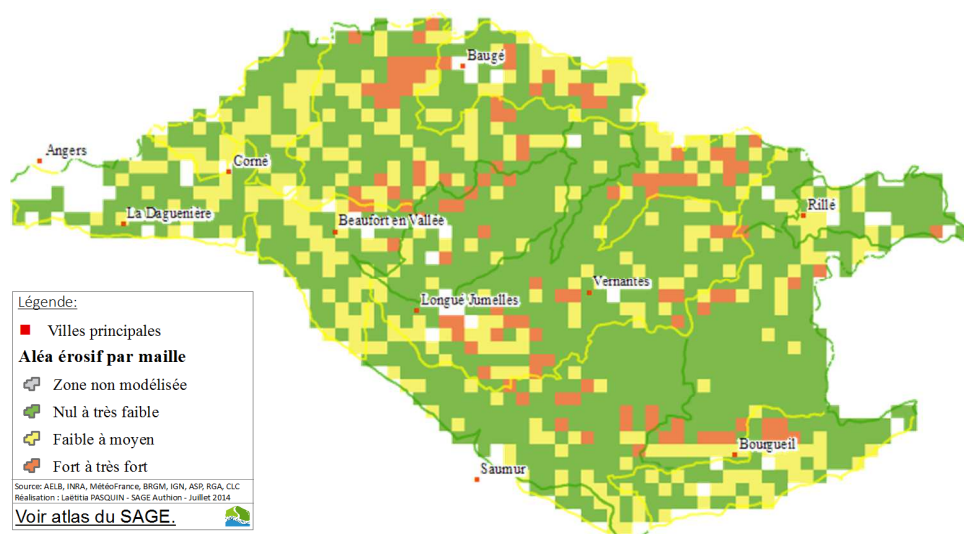 Baugé
Angers
Corné
La Daguenière
Beaufort en Vallée
Rillé
Vernantes
Longué Jumelles
Bourgueil
Saumur
Légende:
Villes principales
Aléa érosif par maille
Zone non modélisée
Nul à très faible
Faible à moyen
Fort à très fort
Source: AELB, INRA, MétéoFrance, BRGM, IGN, ASP, RGA, CLC
Réalisation : Laëtitia PASQUIN - SAGE Authion - Juillet 2014
Voir atlas du SAGE.